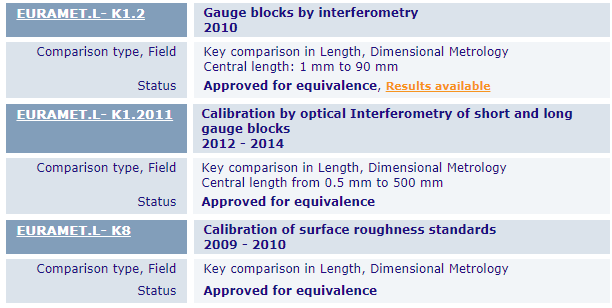 EURAMET.L- K1.2 Gauge blocks by interferometry
2010
Comparison type, Field Key comparison in Length, Dimensional Metrology
Central length: 1 mm to 90 mm
Status Approved for equivalence, Results available
EURAMET.L- K1.2011 Calibration by optical Interferometry of short and long
gauge blocks
2012 - 2014
Comparison type, Field Key comparison in Length, Dimensional Metrology
Central length from 0.5 mm to 500 mm
Status Approved for equivalence
EURAMET.L- K8 Calibration of surface roughness standards
2009 - 2010
Comparison type, Field Key comparison in Length, Dimensional Metrology
Status Approved for equivalence